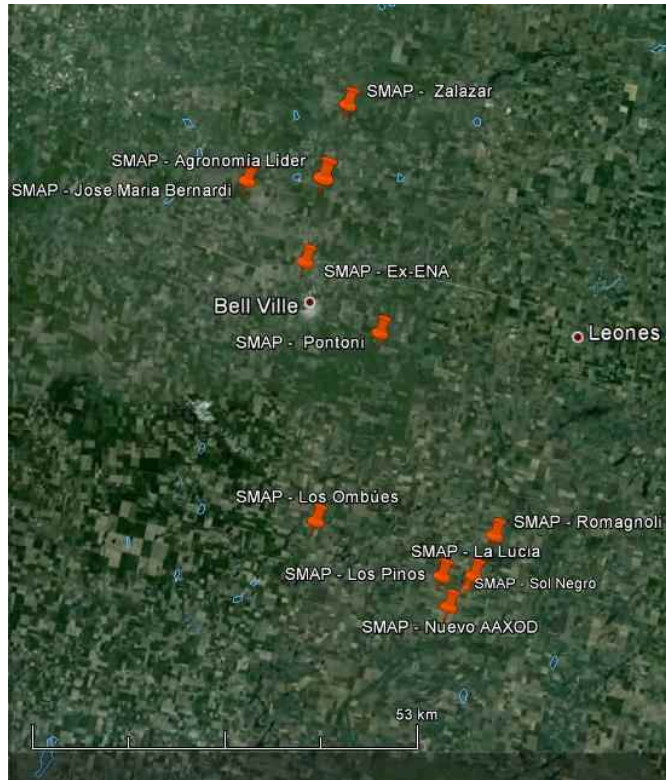 SMAP - Zalazar
SMAP - Agronomía Lider
SMAP - Jose Maria Bernardi
SMAP - Ex-ENA
Bell Ville
SMAP - Pontoni
Leones
SMAP - Los Ombúes
SMAP - Romagnoli
SMAP - La Lucia
SMAP - Los Pinos
SMAP - Sol Negro
SMAP - Nuevo AAXOD
53 km